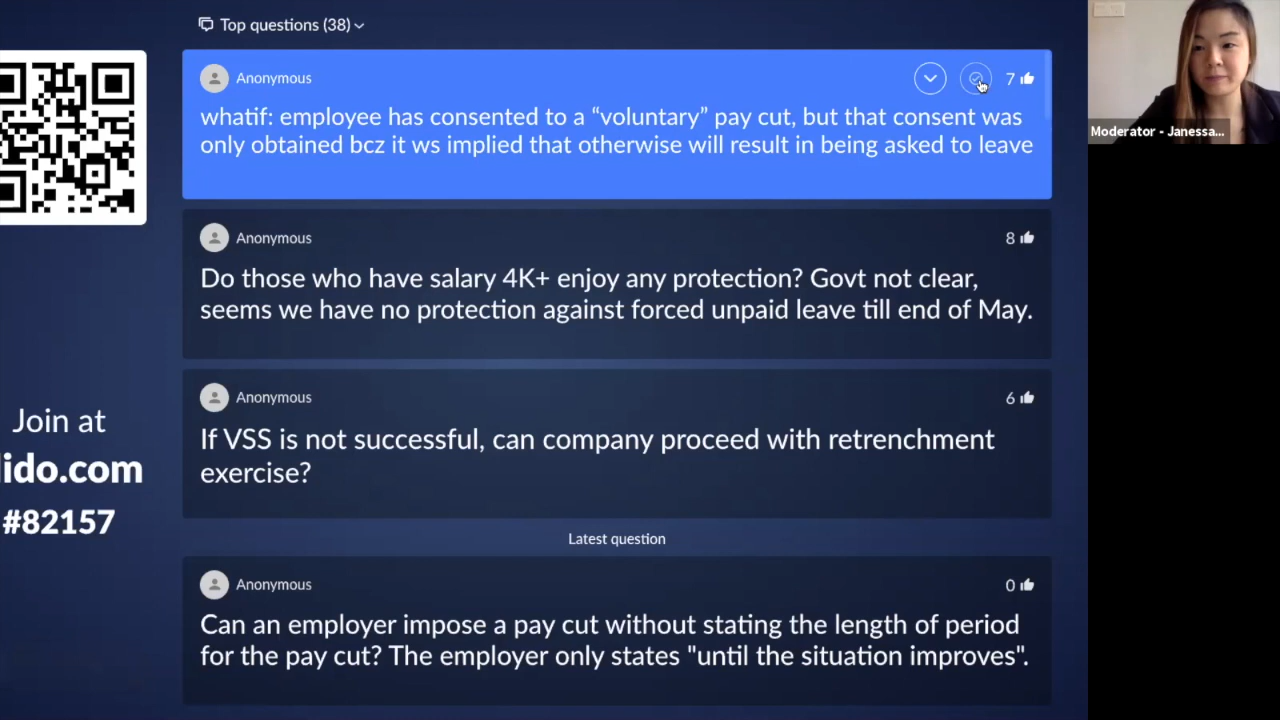 Top questions (38)
Anonymous
7
whatif: employee has consented to a “voluntary” pay cut, but that consent was
only obtained bcz it ws implied that otherwise will result in being asked to leave
Moderator - Janessa...
Anonymous
8
Do those who have salary 4K+ enjoy any protection? Govt not clear,
seems we have no protection against forced unpaid leave till end of May.
Anonymous
6
If VSS is not successful, can company proceed with retrenchment
exercise?
Join at
lido.com
#82157
Latest question
Anonymous
0
Can an employer impose a pay cut without stating the length of period
for the pay cut? The employer only states "until the situation improves".